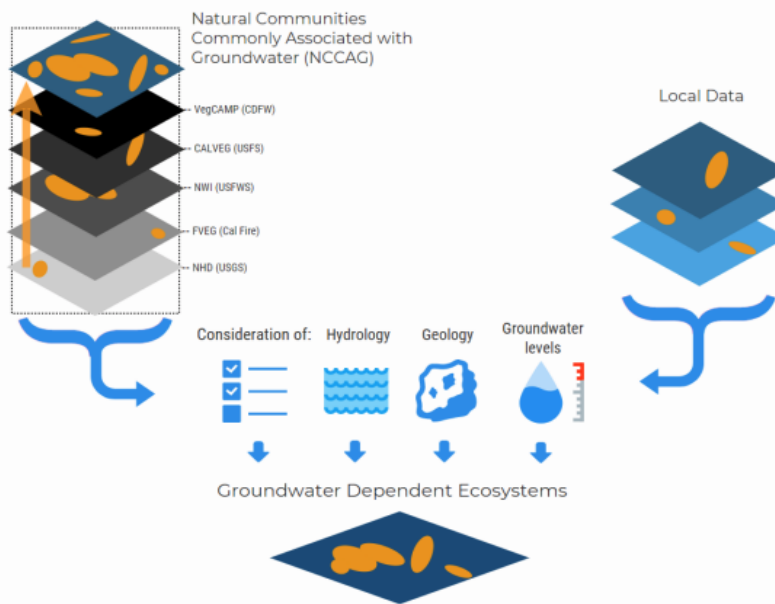 Natural Communities
Commonly Associated with
Groundwater (NCCAG)
VegCAMP (CDFW)
CALVEG (USFS)
NWI (USFWS)
FVEG (Cal Fire)
NHD (USGS)
Local Data
Consideration of:
Hydrology
Geology
Groundwater
levels
Groundwater Dependent Ecosystems